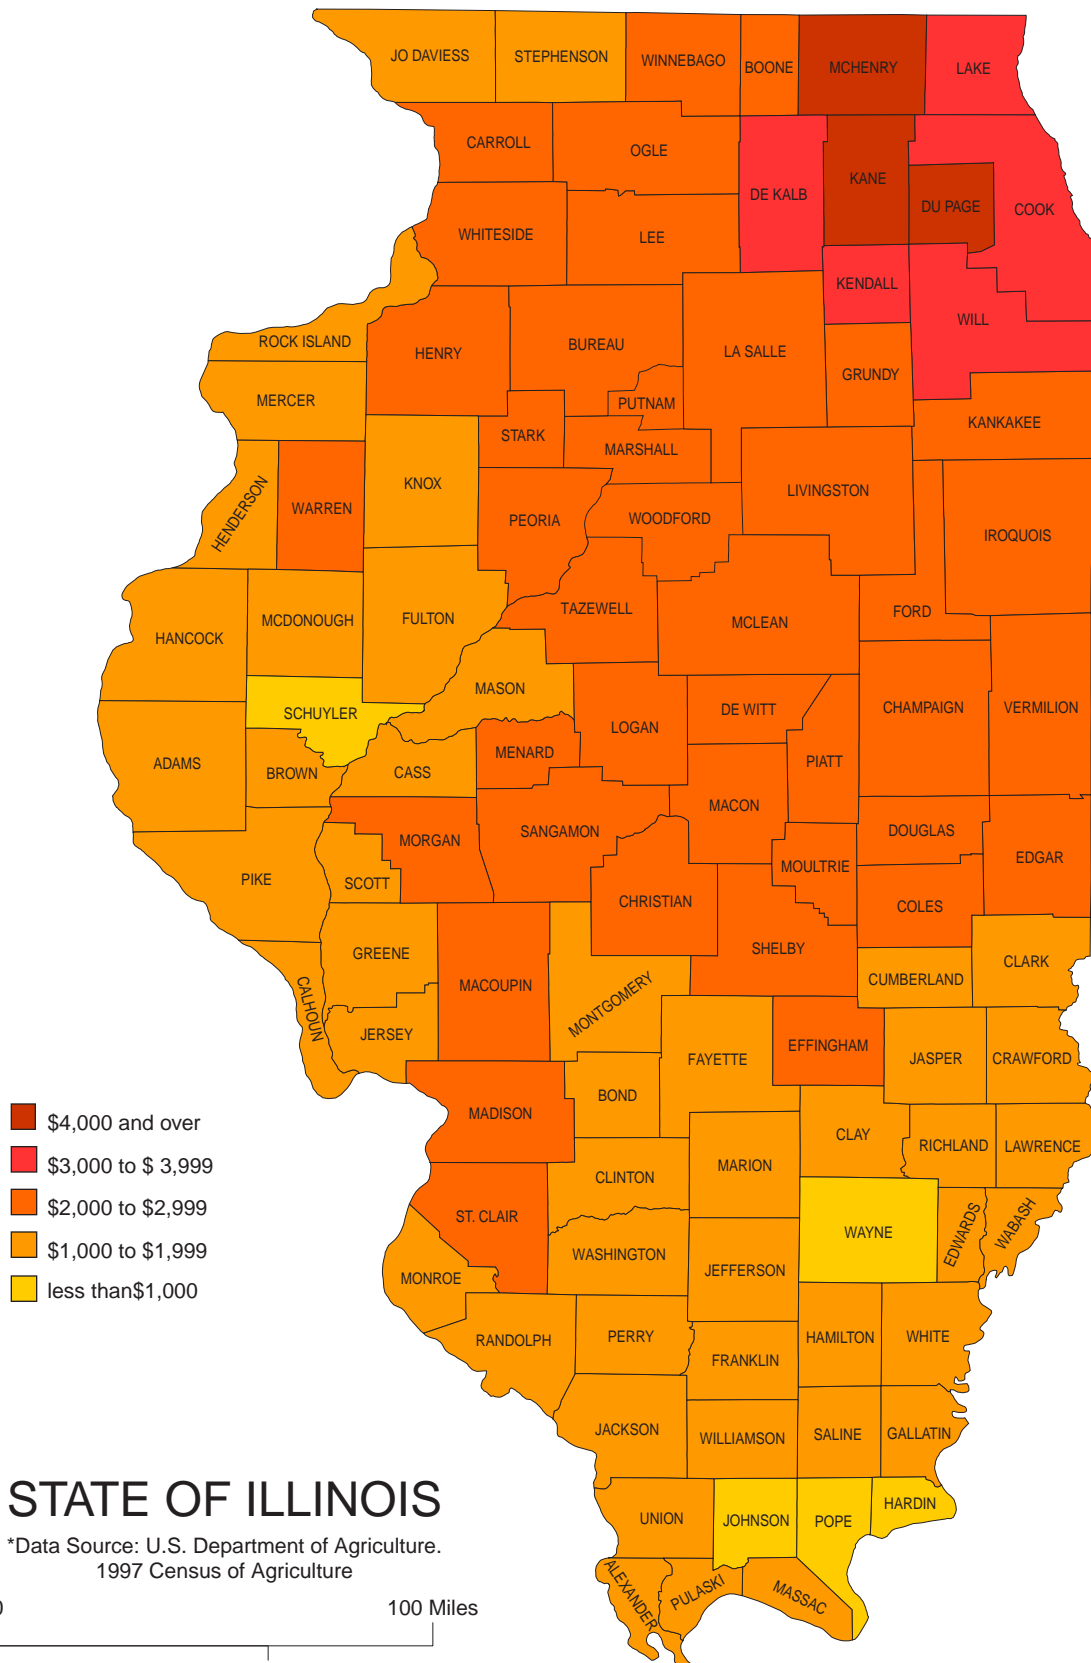 JO DAVIESS
STEPHENSON
WINNEBAGO
BOONE
MCHENRY
LAKE
CARROLL
OGLE
DE KALB
KANE
DU PAGE
COOK
WHITESIDE
LEE
KENDALL
WILL
ROCK ISLAND
HENRY
BUREAU
LA SALLE
GRUNDY
MERCER
PUTNAM
KANKAKEE
STARK
MARSHALL
HENDERSON
WARREN
KNOX
PEORIA
WOODFORD
LIVINGSTON
IROQUOIS
HANCOCK
MCDONOUGH
FULTON
TAZEWELL
MCLEAN
FORD
MASON
SCHUYLER
LOGAN
DE WITT
CHAMPAIGN
VERMILION
ADAMS
BROWN
CASS
MENARD
PIATT
MACON
MORGAN
SANGAMON
DOUGLAS
EDGAR
PIKE
SCOTT
CHRISTIAN
MOULTRIE
COLES
GREENE
MACOUPIN
MONTGOMERY
SHELBY
CUMBERLAND
CLARK
CALHOUN
JERSEY
FAYETTE
EFFINGHAM
JASPER
CRAWFORD
BOND
MADISON
CLAY
RICHLAND
LAWRENCE
MARION
CLINTON
ST. CLAIR
WAYNE
EDWARDS
WABASH
WASHINGTON
JEFFERSON
MONROE
RANDOLPH
PERRY
HAMILTON
WHITE
FRANKLIN
JACKSON
WILLIAMSON
SALINE
GALLATIN
UNION
JOHNSON
POPE
HARDIN
ALEXANDER
PULASKI
MASSAC
$4,000 and over
$3,000 to $ 3,999
$2,000 to $2,999
$1,000 to $1,999
less than$1,000
STATE OF ILLINOIS
*Data Source: U.S. Department of Agriculture.
1997 Census of Agriculture
0
100 Miles